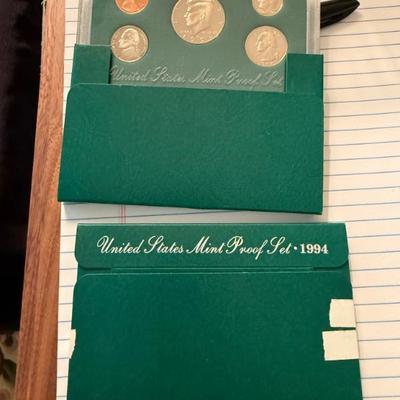 United States Mint Proof Set
United States Mint Proof Set • 1994